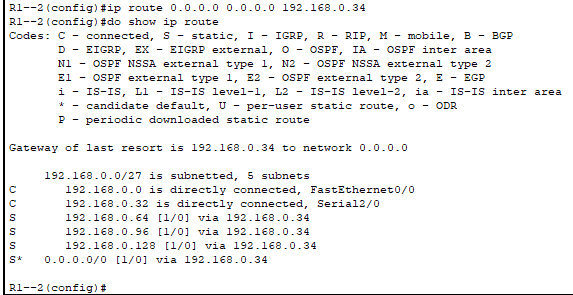 R1--2(config)#ip route 0.0.0.0 0.0.0.0 192.168.0.34
R1--2(config)#do show ip route
Codes: C - connected, S - static, I - IGRP, R - RIP, M - mobile, B - BGP
       D - EIGRP, EX - EIGRP external, O - OSPF, IA - OSPF inter area
       N1 - OSPF NSSA external type 1, N2 - OSPF NSSA external type 2
       E1 - OSPF external type 1, E2 - OSPF external type 2, E - EGP
       i - IS-IS, L1 - IS-IS level-1, L2 - IS-IS level-2, ia - IS-IS inter area
       * - candidate default, U - per-user static route, o - ODR
       P - periodic downloaded static route
Gateway of last resort is 192.168.0.34 to network 0.0.0.0
     192.168.0.0/27 is subnetted, 5 subnets
C       192.168.0.0 is directly connected, FastEthernet0/0
C       192.168.0.32 is directly connected, Serial2/0
S       192.168.0.64 [1/0] via 192.168.0.34
S       192.168.0.96 [1/0] via 192.168.0.34
S       192.168.0.128 [1/0] via 192.168.0.34
S*   0.0.0.0/0 [1/0] via 192.168.0.34
R1--2(config)#